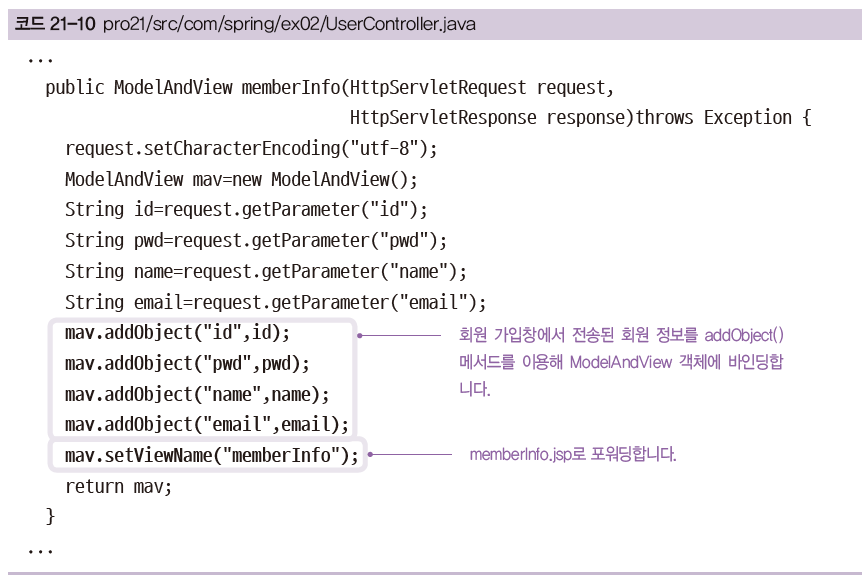 코드 21-10 pro21/src/com/spring/ex02/UserController.java
...
public ModelAndView memberInfo(HttpServletRequest request,
HttpServletResponse response)throws Exception {
request.setCharacterEncoding("utf-8");
ModelAndView mav=new ModelAndView();
String id=request.getParameter("id");
String pwd=request.getParameter("pwd");
String name=request.getParameter("name");
String email=request.getParameter("email");
mav.addObject("id",id);
mav.addObject("pwd",pwd);
mav.addObject("name",name);
mav.addObject("email",email);
회원 가입창에서 전송된 회원 정보를 addObject()
메서드를 이용해 ModelAndView 객체에 바인딩합
니다.
mav.setViewName("memberInfo");
memberInfo.jsp로 포워딩합니다.
return mav;
}
...